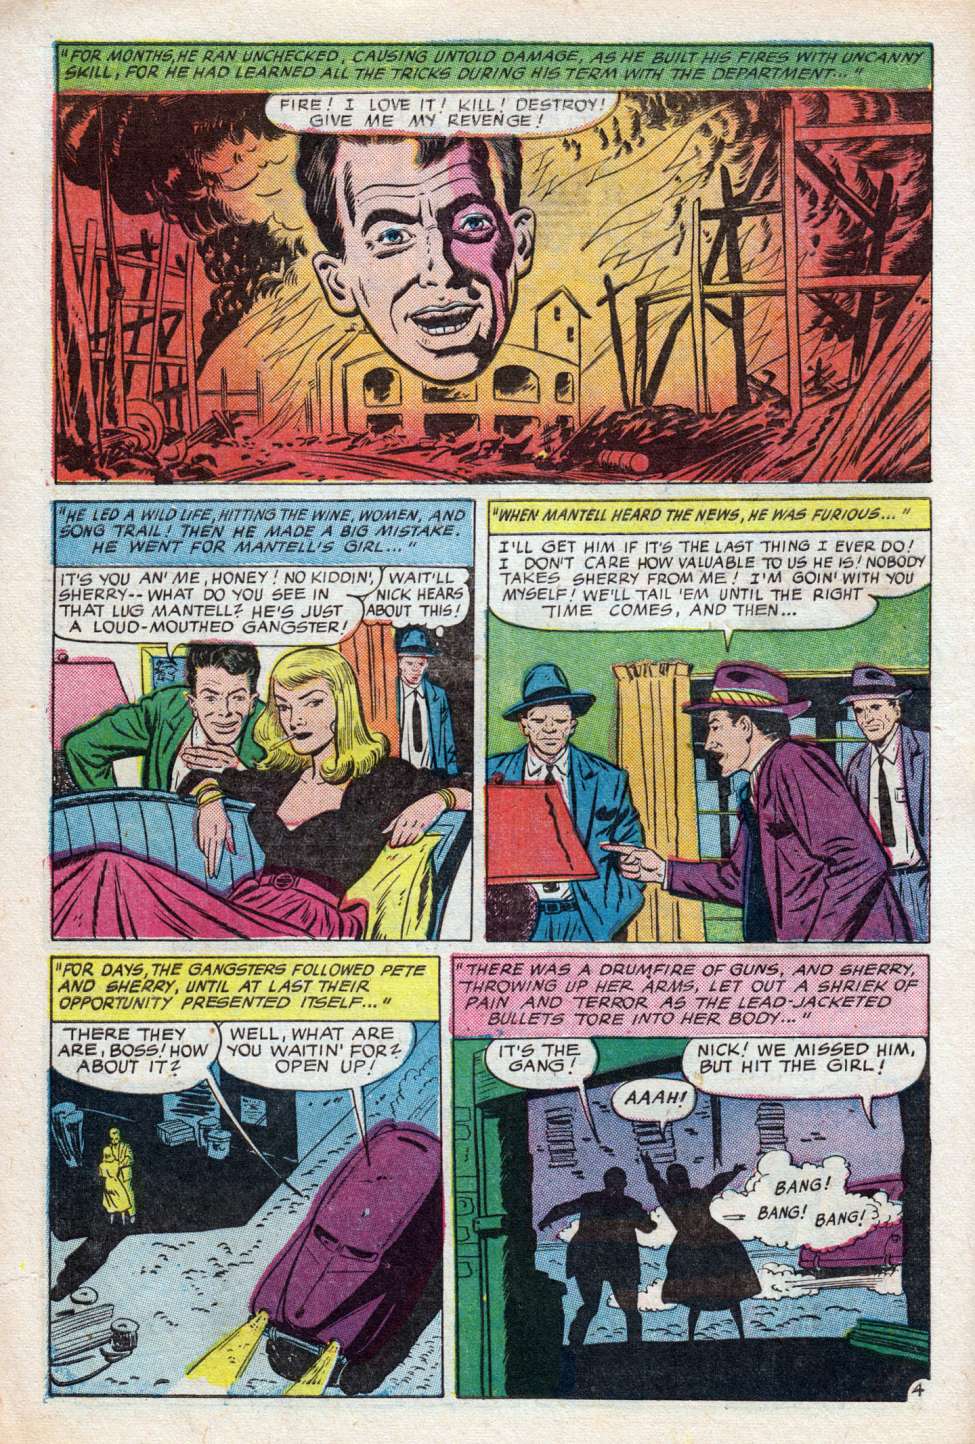 "FOR MONTHS, HE RAN UNCHECKED, CAUSING UNTOLD DAMAGE, AS HE BUILT HIS FIRES WITH UNCANNY
SKILL, FOR HE HAD LEARNED ALL THE TRICKS DURING HIS TERM WITH THE DEPARTMENT..."
FIRE! I LOVE IT! KILL! DESTROY!
GIVE ME MY REVENGE!
"HE LED A WILD LIFE, HITTING THE WINE, WOMEN, AND
SONG TRAIL! THEN HE MADE A BIG MISTAKE.
HE WENT FOR MANTELL'S GIRL..."
IT'S YOU AN' ME, HONEY! NO KIDDIN',
SHERRY-- WHAT DO YOU SEE IN
THAT LUG MANTELL? HE'S JUST
A LOUD-MOUTHED GANGSTER!
WAIT'LL
NICK HEARS
ABOUT THIS!
"WHEN MANTELL HEARD THE NEWS, HE WAS FURIOUS..."
I'LL GET HIM IF IT'S THE LAST THING I EVER DO!
I DON'T CARE HOW VALUABLE TO US HE IS! NOBODY
TAKES SHERRY FROM ME! I'M GOIN' WITH YOU
MYSELF! WE'LL TAIL 'EM UNTIL THE RIGHT
TIME COMES, AND THEN...
"FOR DAYS, THE GANGSTERS FOLLOWED PETE
AND SHERRY, UNTIL AT LAST THEIR
OPPORTUNITY PRESENTED ITSELF..."
THERE THEY
ARE, BOSS! HOW
ABOUT IT?
WELL, WHAT ARE
YOU WAITIN' FOR?
OPEN UP!
"THERE WAS A DRUMFIRE OF GUNS, AND SHERRY,
THROWING UP HER ARMS, LET OUT A SHRIEK OF
PAIN AND TERROR AS THE LEAD-JACKETED
BULLETS TORE INTO HER BODY..."
IT'S THE
GANG!
AAAH!
NICK! WE MISSED HIM,
BUT HIT THE GIRL!
BANG!
BANG!
BANG!
4